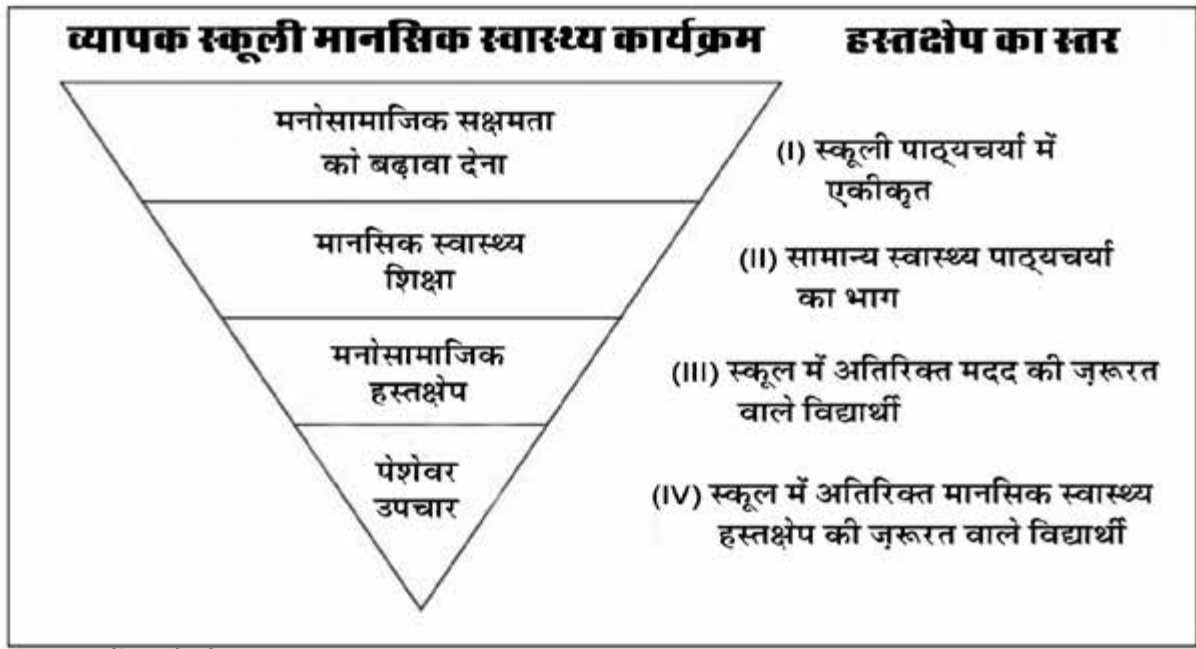 व्यापक स्कूली मानसिक स्वास्थ्य कार्यक्रम
हस्तक्षेप का स्तर
मनोसामाजिक सक्षमता
कां बढ़ावा देना
(I) स्कूली पाठ्यचर्या में
एकीकृत
मानसिक स्वास्थ्य
शिक्षा
(II) सामान्य स्वास्थ्य पाठ्यचर्या
का भाग
मनोसामाजिक
हस्तक्षेप
(III) स्कूल में अतिरिक्त मदद की ज़रूरत
वाले विद्यार्थी
पेशेवर
उपचार
(IV) स्कूल में अतिरिक्त मानसिक स्वास्थ्य
हस्तक्षेप की ज़रूरत वाले विद्यार्थी